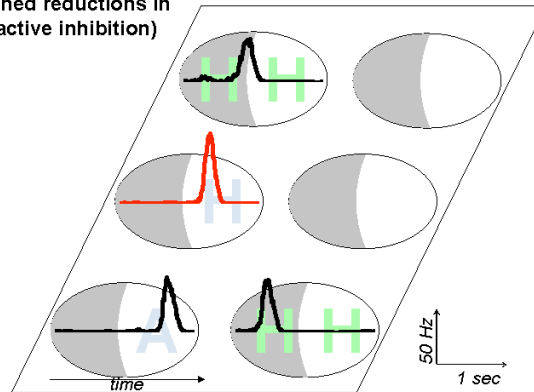 ned reductions in
active inhibition)
H H
H
A H H
time
50 Hz
1 sec